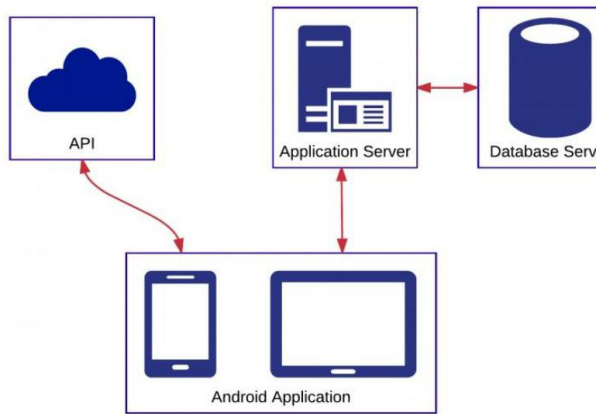 API
Application Server
Database Serv
Android Application